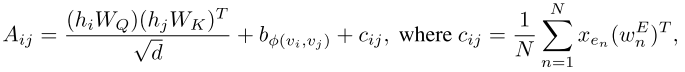 A_{ij} = \frac{(h_i W_Q)(h_j W_K)^T}{\sqrt{d}} + b_{\phi(v_i,v_j)} + c_{ij}, where c_{ij} = \frac{1}{N} \sum_{n=1}^{N} x_{e_n} (w_n^E)^T,